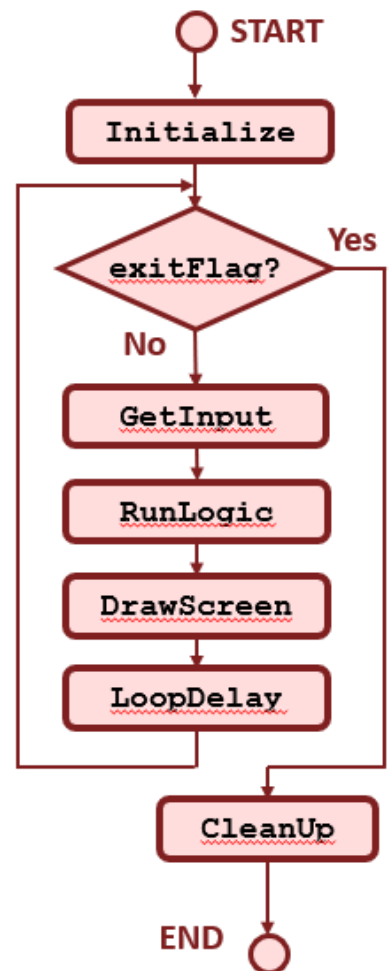 START
Initialize
exitFlag?
Yes
No
GetInput
RunLogic
DrawScreen
LoopDelay
CleanUp
END